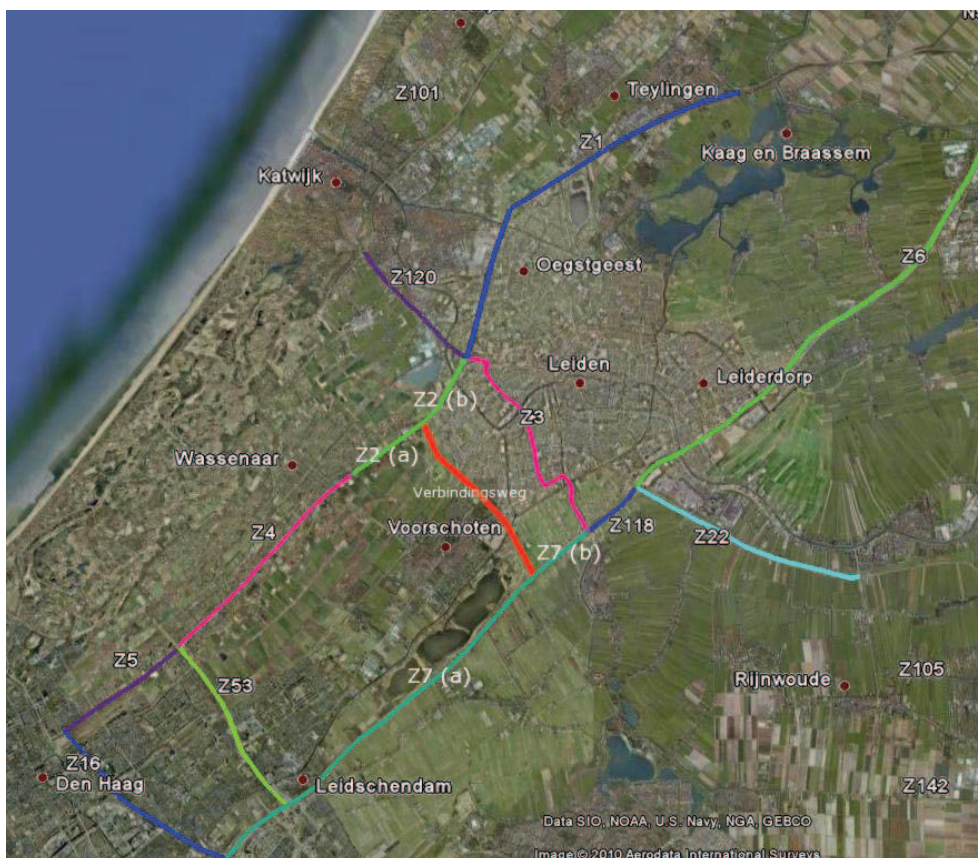 Z101
Teylingen
Z1
Kaag en Braassem
Katwijk
Z6
Oegstgeest
Z120
Leiden
Leiderdorp
Z2 (b)
Z3
Z2 (a)
Wassenaar
Verbindingsweg
Voorschoten
Z4
Z118
Z22
Z7 (b)
Z5
Z53
Z7 (a)
Rijnwoude
Z105
Z16
Den Haag
Leidschendam
Z142
Data SIO, NOAA, U.S. Navy, NGA, GEBCO
Image © 2010 Aerodata International Surveys